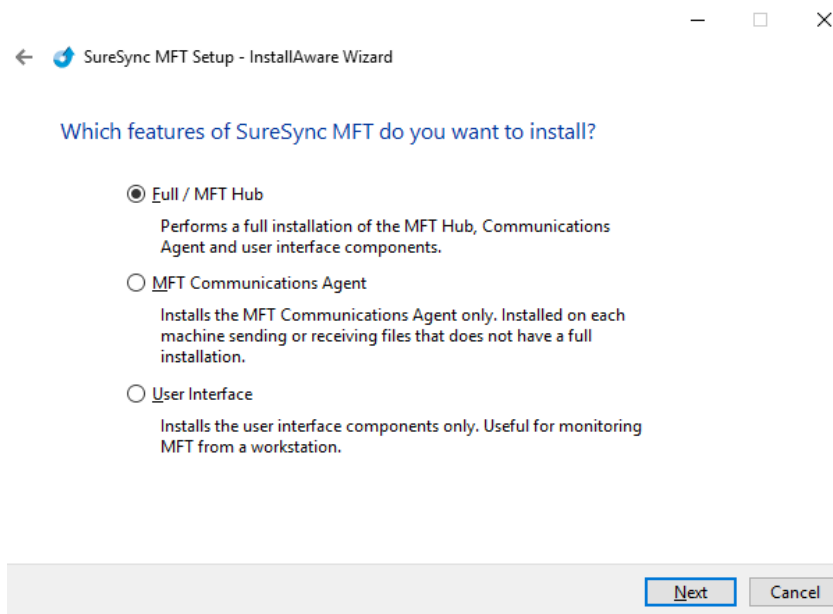 SureSync MFT Setup - InstallAware Wizard
Which features of SureSync MFT do you want to install?
Full / MFT Hub
Performs a full installation of the MFT Hub, Communications
Agent and user interface components.
MFT Communications Agent
Installs the MFT Communications Agent only. Installed on each
machine sending or receiving files that does not have a full
installation.
User Interface
Installs the user interface components only. Useful for monitoring
MFT from a workstation.
Next Cancel